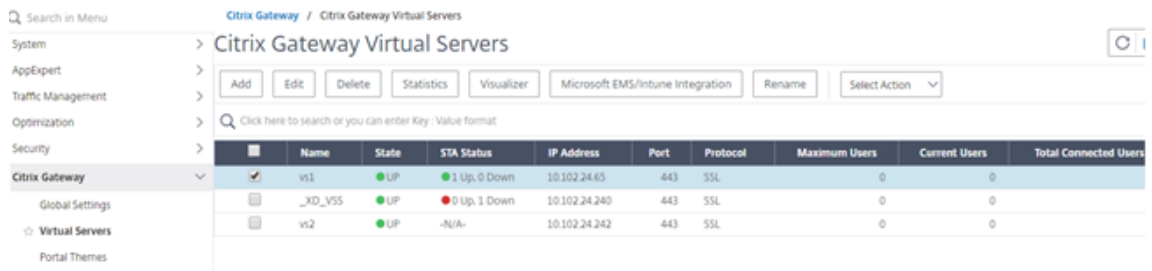 Search in Menu
System
AppExpert
Traffic Management
Optimization
Security
Citrix Gateway
Global Settings
Virtual Servers
Portal Themes
Citrix Gateway / Citrix Gateway Virtual Servers
Citrix Gateway Virtual Servers
Add Edit Delete Statistics Visualizer Microsoft EMS/Intune Integration Rename Select Action
Click here to search or you can enter Key : Value format
Name State STA Status IP Address Port Protocol Maximum Users Current Users Total Connected Users
vs1 UP 1 Up, 0 Down 10.102.24.65 443 SSL 0 0
_XD_VSS UP 0 Up, 1 Down 10.102.24.240 443 SSL 0 0
vs2 UP -N/A- 10.102.24.242 443 SSL 0 0